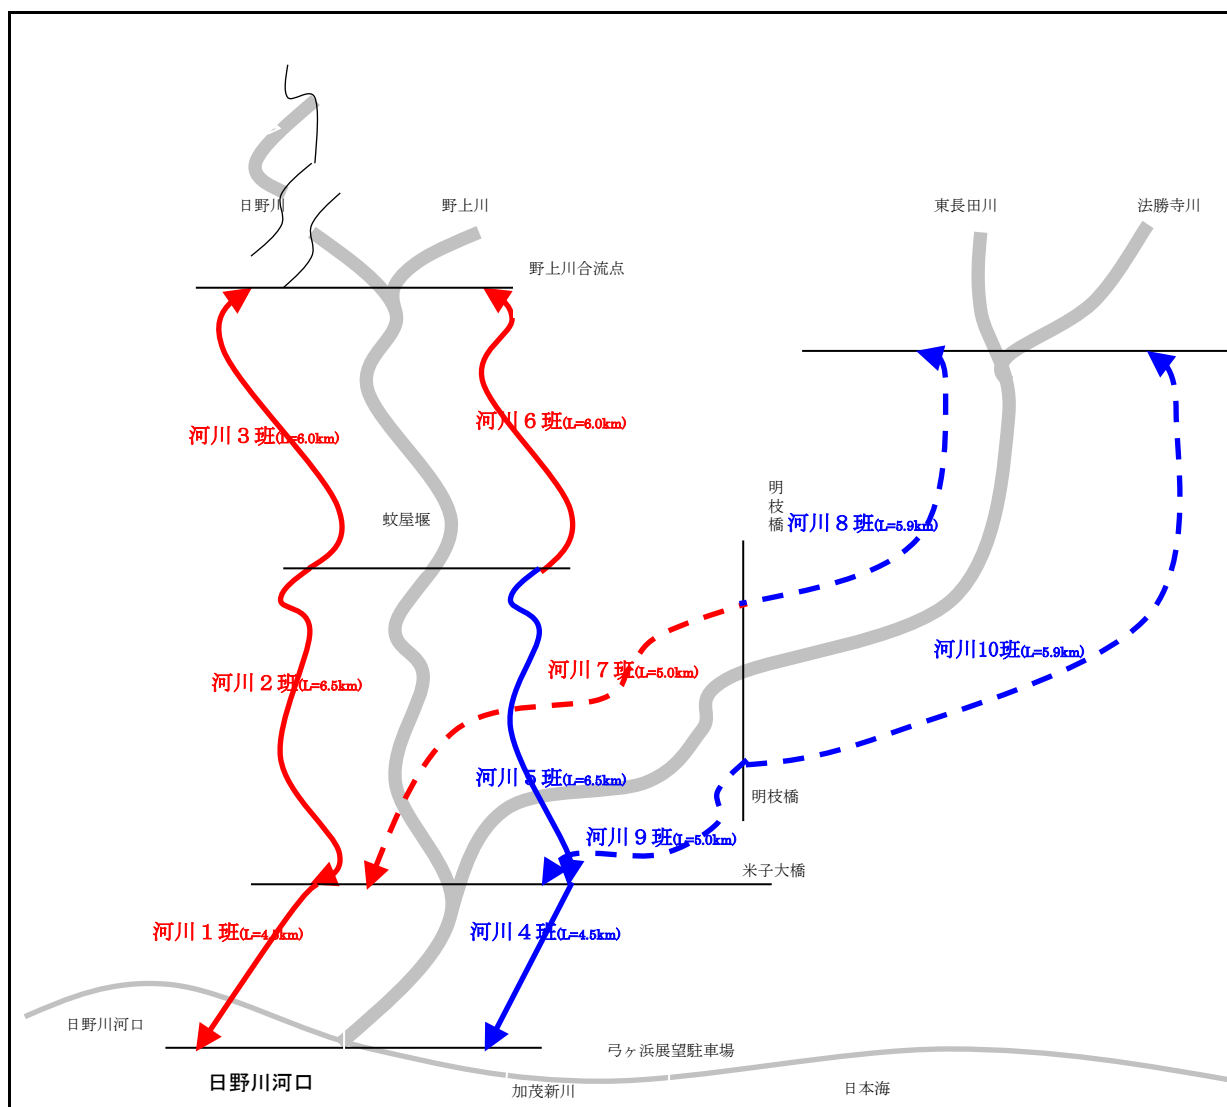 日野川
野上川
東長田川
法勝寺川
野上川合流点
河川３班(L=6.0km)
河川６班(L=6.0km)
明枝橋
蚊屋堰
河川８班(L=5.9km)
河川10班(L=5.9km)
河川７班(L=5.0km)
河川２班(L=6.5km)
河川５班(L=6.5km)
明枝橋
河川９班(L=5.0km)
米子大橋
河川１班(L=4.5km)
河川４班(L=4.5km)
日野川河口
弓ヶ浜展望駐車場
日野川河口
加茂新川
日本海